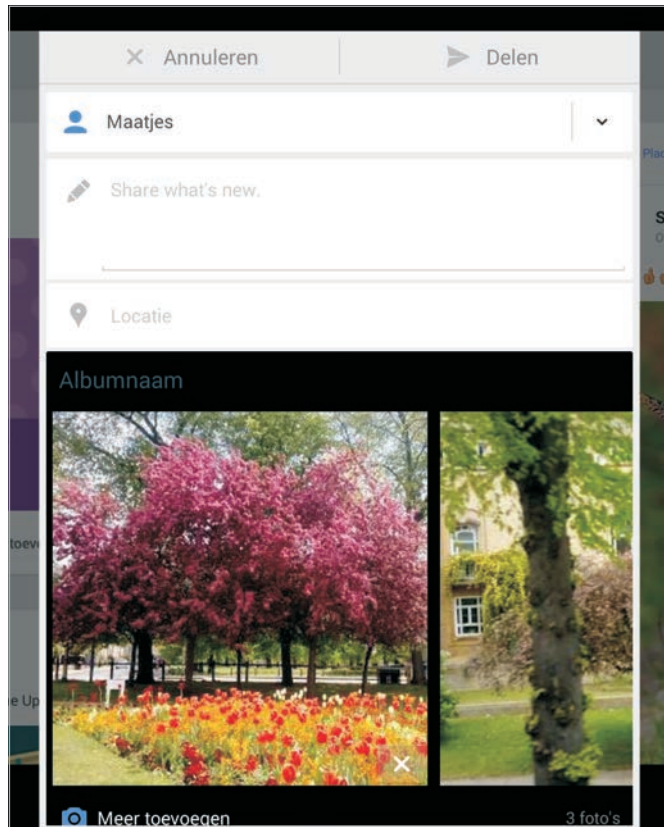 Annuleren
Delen
Maatjes
Share what's new.
Locatie
Albumnaam
Meer toevoegen
3 foto's